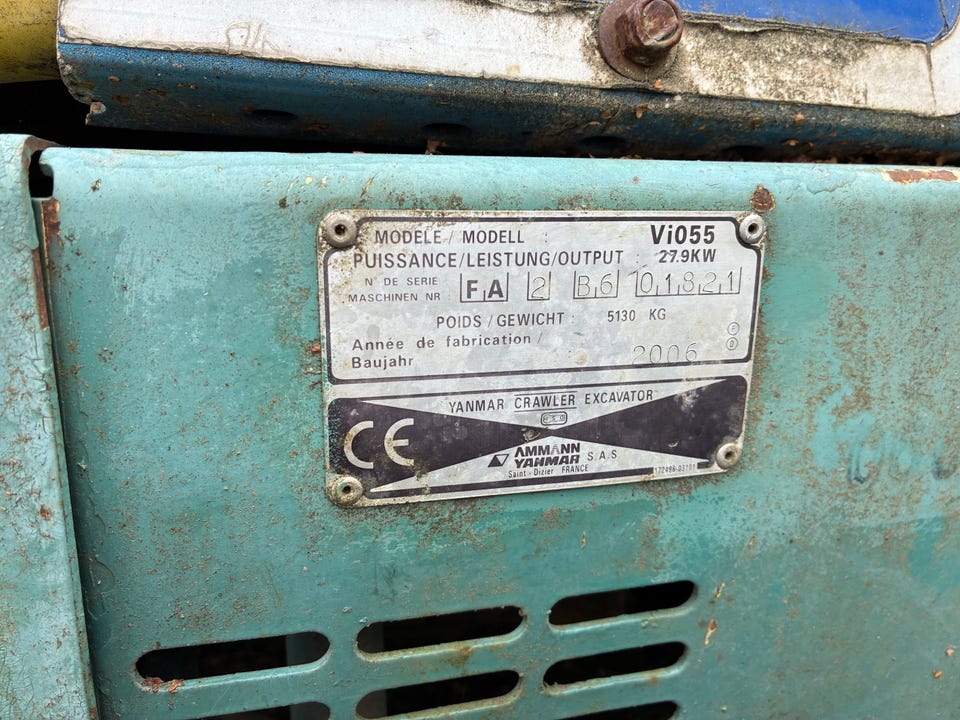 MODELE / MODELL : ViO55
PUISSANCE/LEISTUNG/OUTPUT : 27.9KW
N° DE SERIE
MASCHINEN NR : FA 2 B6 01821
POIDS / GEWICHT : 5130 KG
Année de fabrication /
Baujahr 2006
YANMAR CRAWLER EXCAVATOR
CE
AMMANN
YANMAR S.A.S
Saint - Dizier FRANCE